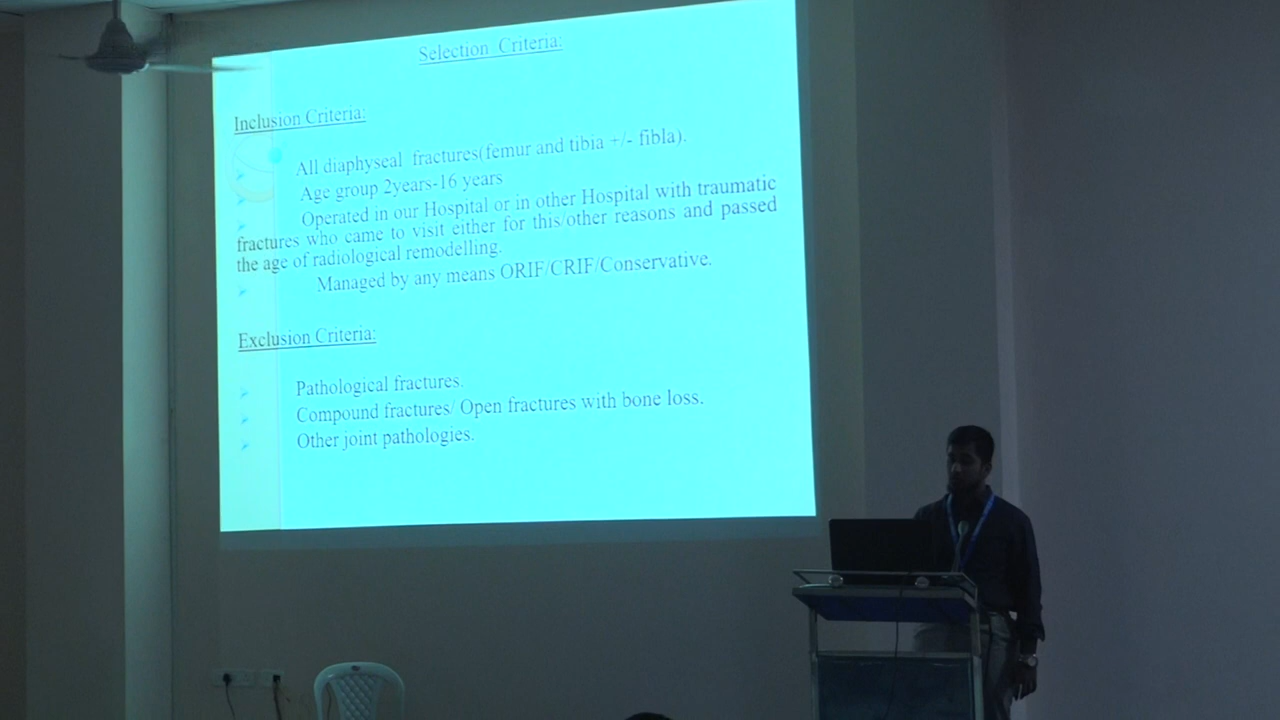 Selection Criteria:
Inclusion Criteria:
All diaphyseal fractures(femur and tibia +/- fibla).
Age group 2years-16 years
Operated in our Hospital or in other Hospital with traumatic
fractures who came to visit either for this/other reasons and passed
the age of radiological remodelling.
Managed by any means ORIF/CRIF/Conservative.
Exclusion Criteria:
Pathological fractures.
Compound fractures/ Open fractures with bone loss.
Other joint pathologies.